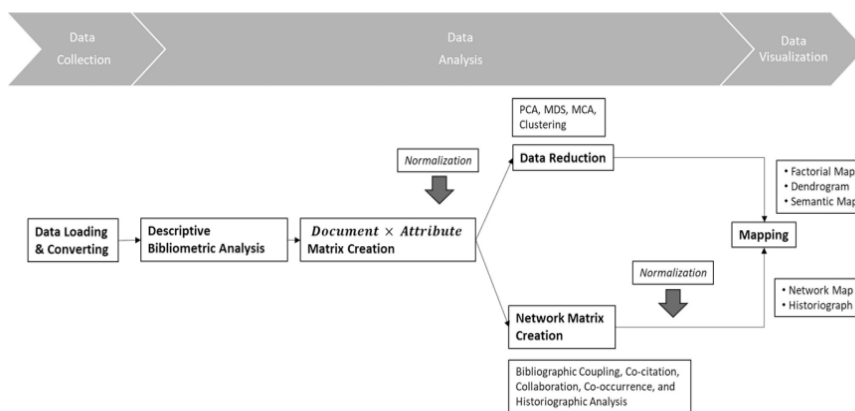 Data
Collection
Data
Analysis
Data
Visualization
PCA, MDS, MCA,
Clustering
Normalization
Data Reduction
• Factorial Map
• Dendrogram
• Semantic Map
Data Loading
& Converting
Descriptive
Bibliometric Analysis
Document × Attribute
Matrix Creation
Mapping
Normalization
• Network Map
• Historiograph
Network Matrix
Creation
Bibliographic Coupling, Co-citation,
Collaboration, Co-occurrence, and
Historiographic Analysis